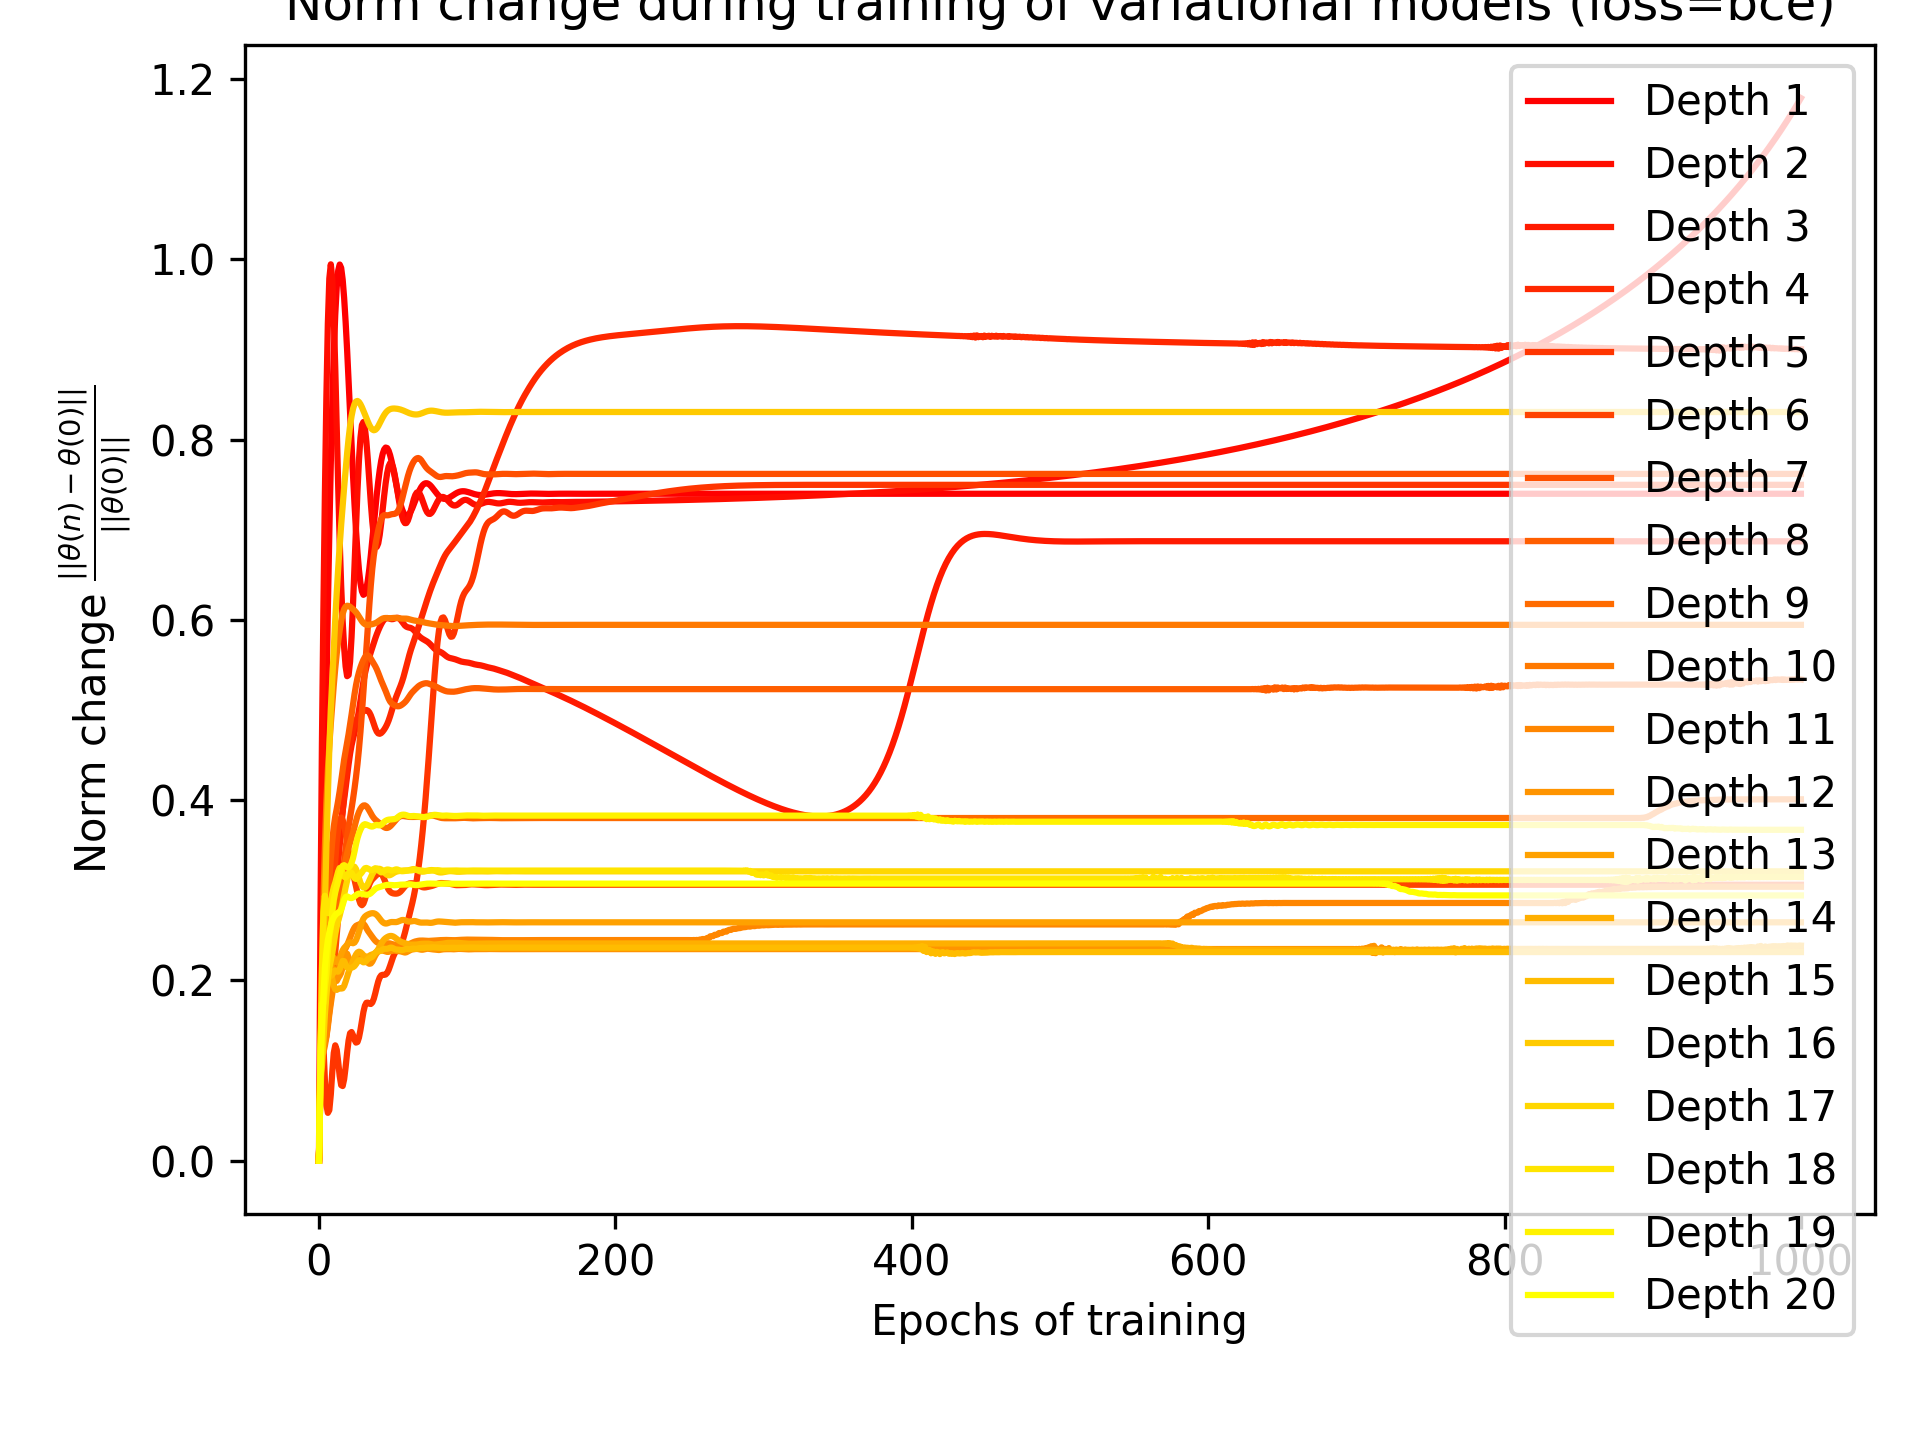 Norm change during training of variational models (loss=bce)
1.2
1.0
0.8
0.6
0.4
0.2
0.0
Norm change ||θ(n) − θ(0)|| / ||θ(0)||
0 200 400 600 800 1000
Epochs of training
Depth 1
Depth 2
Depth 3
Depth 4
Depth 5
Depth 6
Depth 7
Depth 8
Depth 9
Depth 10
Depth 11
Depth 12
Depth 13
Depth 14
Depth 15
Depth 16
Depth 17
Depth 18
Depth 19
Depth 20